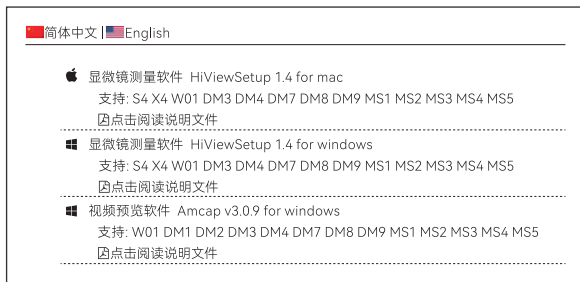 简体中文|English
显微镜测量软件 HiViewSetup 1.4 for mac
支持: S4 X4 W01 DM3 DM4 DM7 DM8 DM9 MS1 MS2 MS3 MS4 MS5
点击阅读说明文件
显微镜测量软件 HiViewSetup 1.4 for windows
支持: S4 X4 W01 DM3 DM4 DM7 DM8 DM9 MS1 MS2 MS3 MS4 MS5
点击阅读说明文件
视频预览软件 Amcap v3.0.9 for windows
支持: W01 DM1 DM2 DM3 DM4 DM7 DM8 DM9 MS1 MS2 MS3 MS4 MS5
点击阅读说明文件